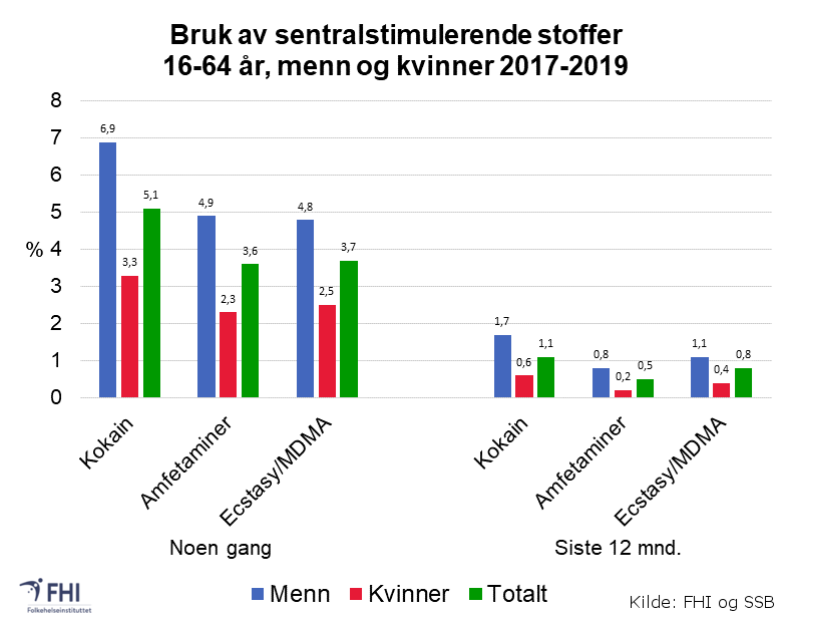 Bruk av sentralstimulerende stoffer
16-64 år, menn og kvinner 2017-2019
8
7
6
5
% 4
3
2
1
0
6,9
3,3
5,1
4,9
2,3
3,6
4,8
2,5
3,7
1,7
0,6
1,1
0,8
0,2
0,5
1,1
0,4
0,8
Kokain
Amfetaminer
Ecstasy/MDMA
Kokain
Amfetaminer
Ecstasy/MDMA
Noen gang
Siste 12 mnd.
FHI
Folkehelseinstituttet
Menn Kvinner Totalt
Kilde: FHI og SSB